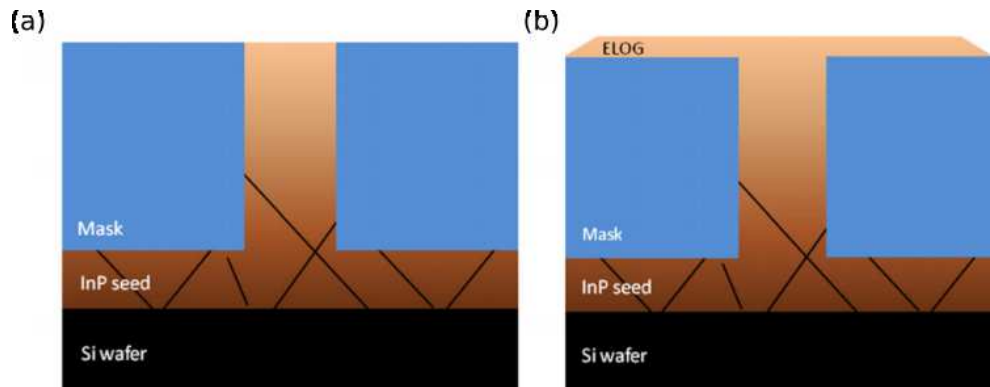 (a)
(b)
ELOG
Mask
Mask
InP seed
InP seed
Si wafer
Si wafer